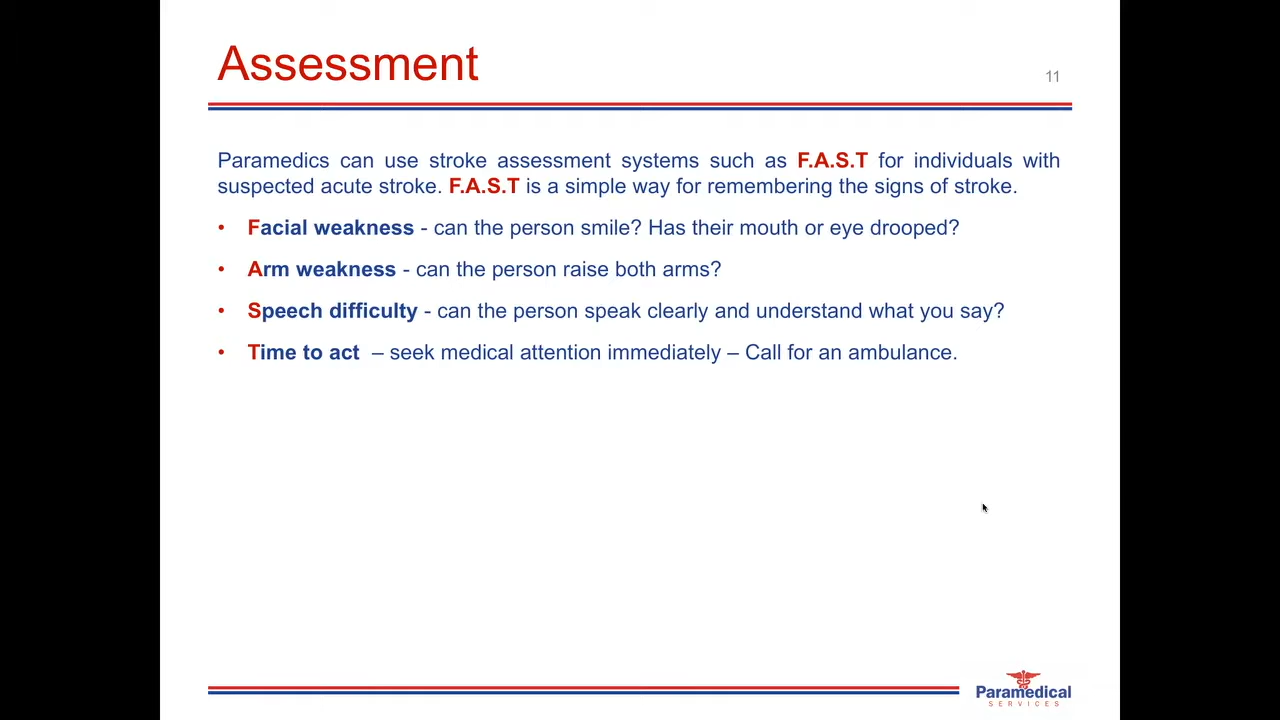 Assessment
11
Paramedics can use stroke assessment systems such as F.A.S.T for individuals with
suspected acute stroke. F.A.S.T is a simple way for remembering the signs of stroke.
• Facial weakness - can the person smile? Has their mouth or eye drooped?
• Arm weakness - can the person raise both arms?
• Speech difficulty - can the person speak clearly and understand what you say?
• Time to act – seek medical attention immediately – Call for an ambulance.
Paramedical
SERVICES